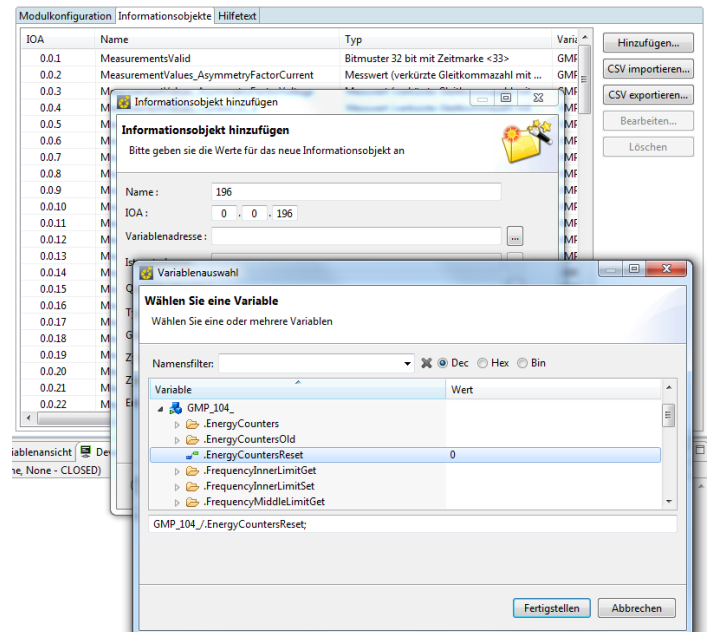 Modulkonfiguration Informationsobjekte Hilfetext
IOA Name Typ
0.0.1 MeasurementsValid Bitmuster 32 bit mit Zeitmarke <33> GMP
0.0.2 MeasurementValues_AsymmetryFactorCurrent Messwert (verkürzte Gleitkommazahl mit ... GMP
0.0.3
0.0.4
0.0.5
0.0.6
0.0.7
0.0.8
0.0.9
0.0.10
0.0.11
0.0.12
0.0.13
0.0.14
0.0.15
0.0.16
0.0.17
0.0.18
0.0.19
0.0.20
0.0.21
0.0.22
Hinzufügen...
CSV importieren...
CSV exportieren...
Bearbeiten...
Löschen
Informationsobjekt hinzufügen
Informationsobjekt hinzufügen
Bitte geben sie die Werte für das neue Informationsobjekt an
Name : 196
IOA : 0 . 0 . 196
Variablenadresse : ...
Variablenauswahl
Wählen Sie eine Variable
Wählen Sie eine oder mehrere Variablen
Namensfilter: Dec Hex Bin
Variable Wert
GMP_104_
.EnergyCounters
.EnergyCountersOld
.EnergyCountersReset 0
.FrequencyInnerLimitGet
.FrequencyInnerLimitSet
.FrequencyMiddleLimitGet
GMP_104_/.EnergyCountersReset;
Fertigstellen Abbrechen
iablenansicht
e, None - CLOSED)